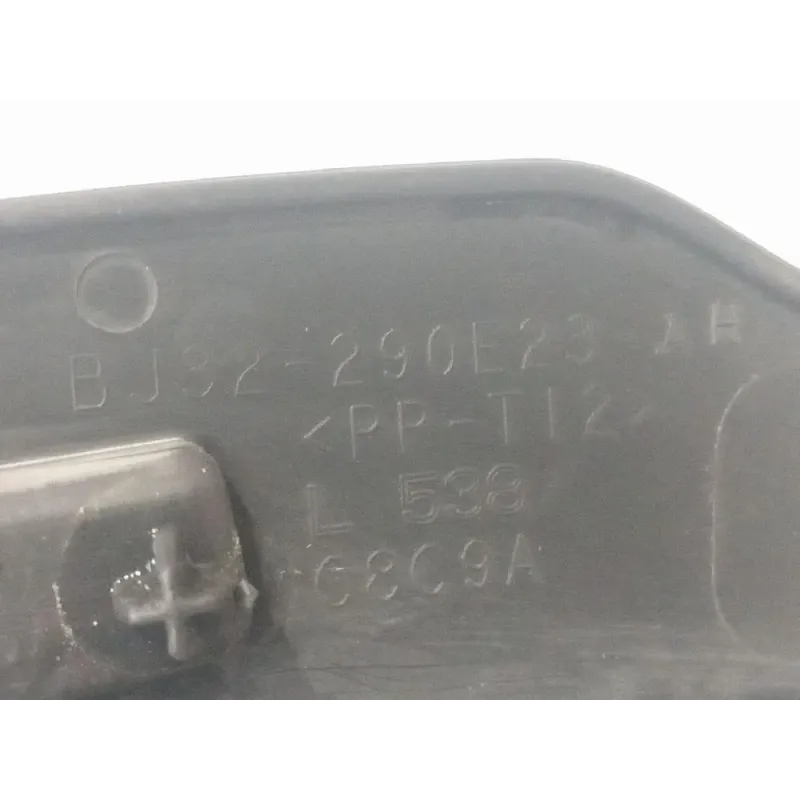 BJ32-290E23 AH
<PP-T12>
L 538
C8C9A